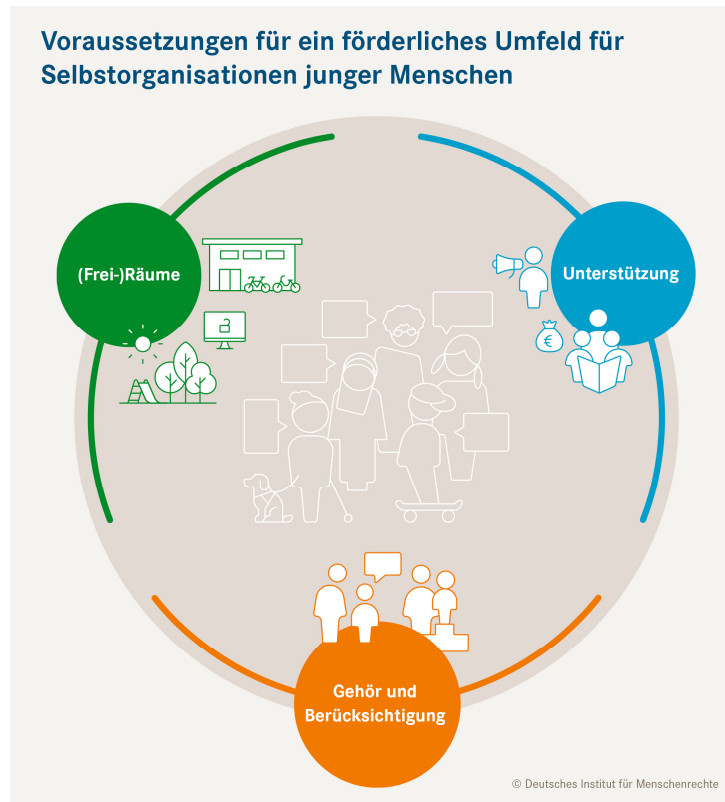 Voraussetzungen für ein förderliches Umfeld für
Selbstorganisationen junger Menschen
(Frei-)Räume
Unterstützung
€
Gehör und
Berücksichtigung
© Deutsches Institut für Menschenrechte